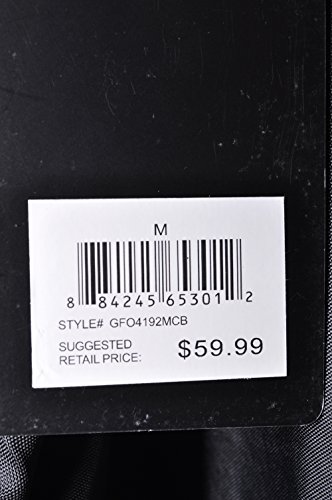 M
8 84245 65301 2
STYLE# GFO4192MCB
SUGGESTED
RETAIL PRICE: $59.99